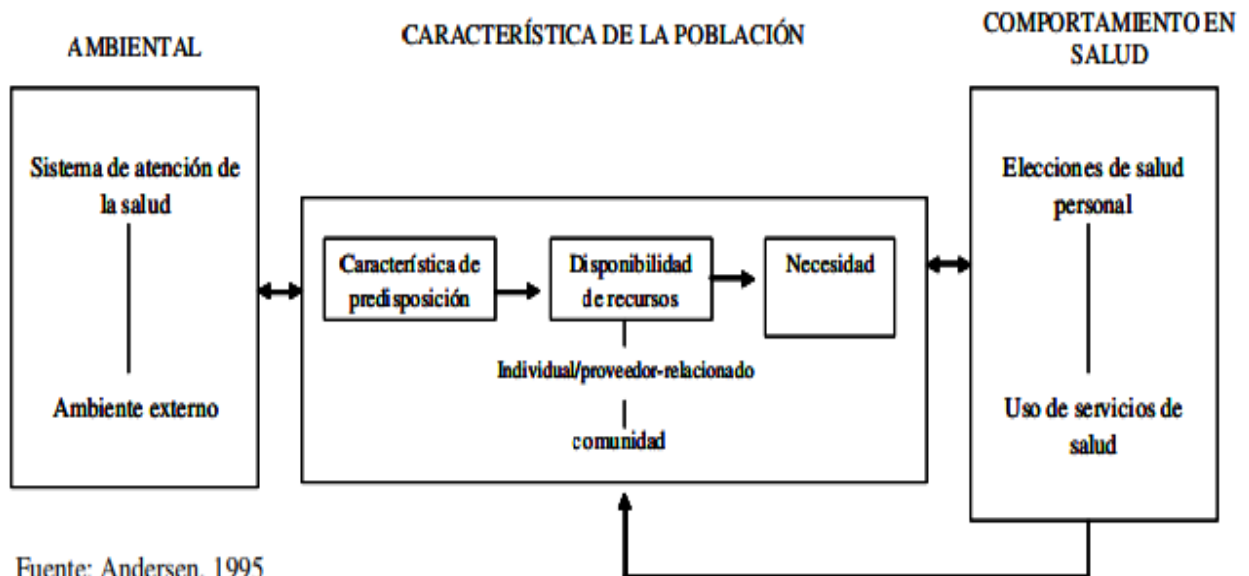 AMBIENTAL
CARACTERÍSTICA DE LA POBLACIÓN
COMPORTAMIENTO EN
SALUD
Sistema de atención de
la salud
Ambiente externo
Característica de
predisposición
Disponibilidad
de recursos
Necesidad
Individual/proveedor-relacionado
comunidad
Elecciones de salud
personal
Uso de servicios de
salud
Fuente: Andersen, 1995